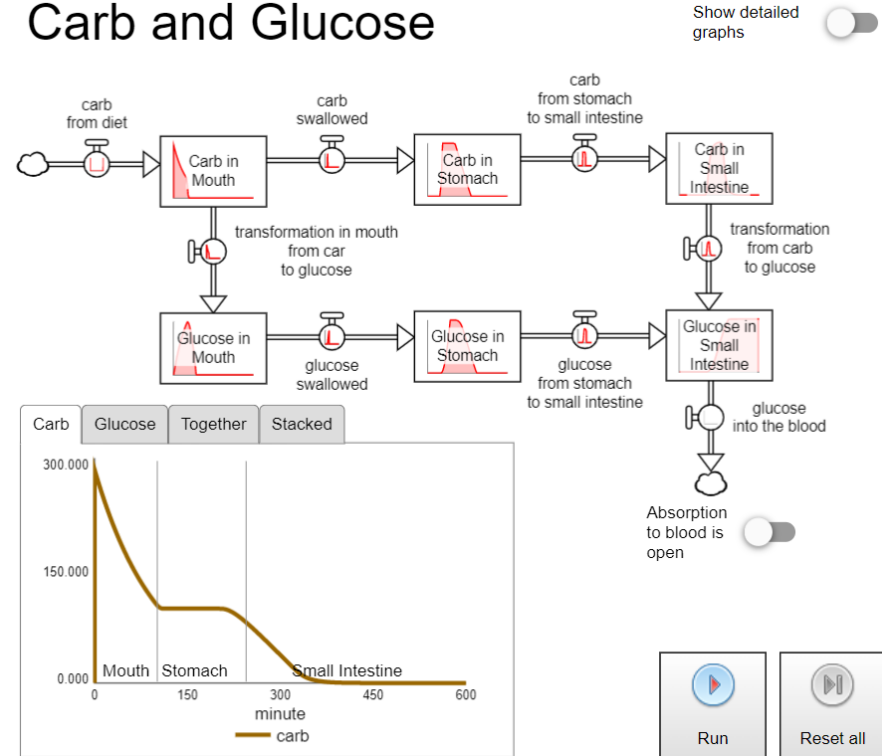 Carb and Glucose
Show detailed
graphs
carb
from diet
carb
swallowed
carb
from stomach
to small intestine
Carb in
Mouth
Carb in
Stomach
Carb in
Small
Intestine
transformation in mouth
from car
to glucose
transformation
from carb
to glucose
Glucose in
Mouth
Glucose in
Stomach
Glucose in
Small
Intestine
glucose
swallowed
glucose
from stomach
to small intestine
glucose
into the blood
Carb
Glucose
Together
Stacked
300.000
150.000
0.000
Mouth
Stomach
Small Intestine
0
150
300
450
600
minute
carb
Absorption
to blood is
open
Run
Reset all